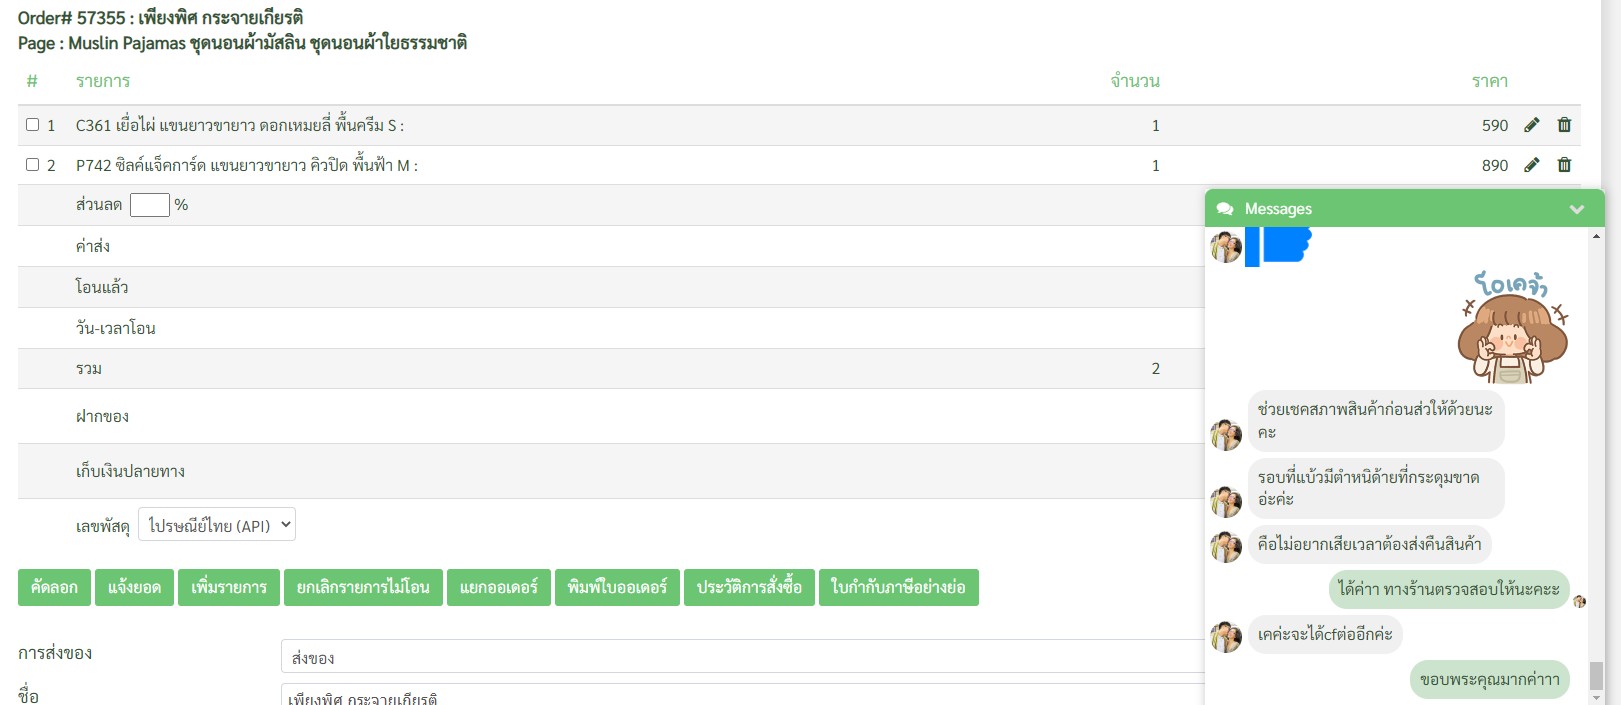 Order# 57355 : เพียงพิศ กระจายเกียรติ
Page : Muslin Pajamas ชุดนอนผ้ามัสลิน ชุดนอนผ้าใยธรรมชาติ
# รายการ จำนวน ราคา
1 C361 เยื่อไผ่ แขนยาวขายาว ดอกเหมยลี่ พื้นครีม S : 1 590
2 P742 ซิลค์แจ็คการ์ด แขนยาวขายาว คิวปิด พื้นฟ้า M : 1 890
ส่วนลด %
ค่าส่ง
โอนแล้ว
วัน-เวลาโอน
รวม 2
ฝากของ
เก็บเงินปลายทาง
เลขพัสดุ ไปรษณีย์ไทย (API)
คัดลอก แจ้งยอด เพิ่มรายการ ยกเลิกรายการไม่โอน แยกออเดอร์ พิมพ์ใบออเดอร์ ประวัติการสั่งซื้อ ใบกำกับภาษีอย่างย่อ
การส่งของ ส่งของ
ชื่อ เพียงพิศ กระจายเกียรติ
Messages
โอเคจ้ว
ช่วยเชคสภาพสินค้าก่อนส่วให้ด้วยนะ
คะ
รอบที่แบ้วมีตำหนิด้ายที่กระดุมขาด
อ่ะค่ะ
คือไม่อยากเสียเวลาต้องส่งคืนสินค้า
ได้ค่าา ทางร้านตรวจสอบให้นะคะะ
เคค่ะจะได้cfต่ออีกค่ะ
ขอบพระคุณมากค่าาา